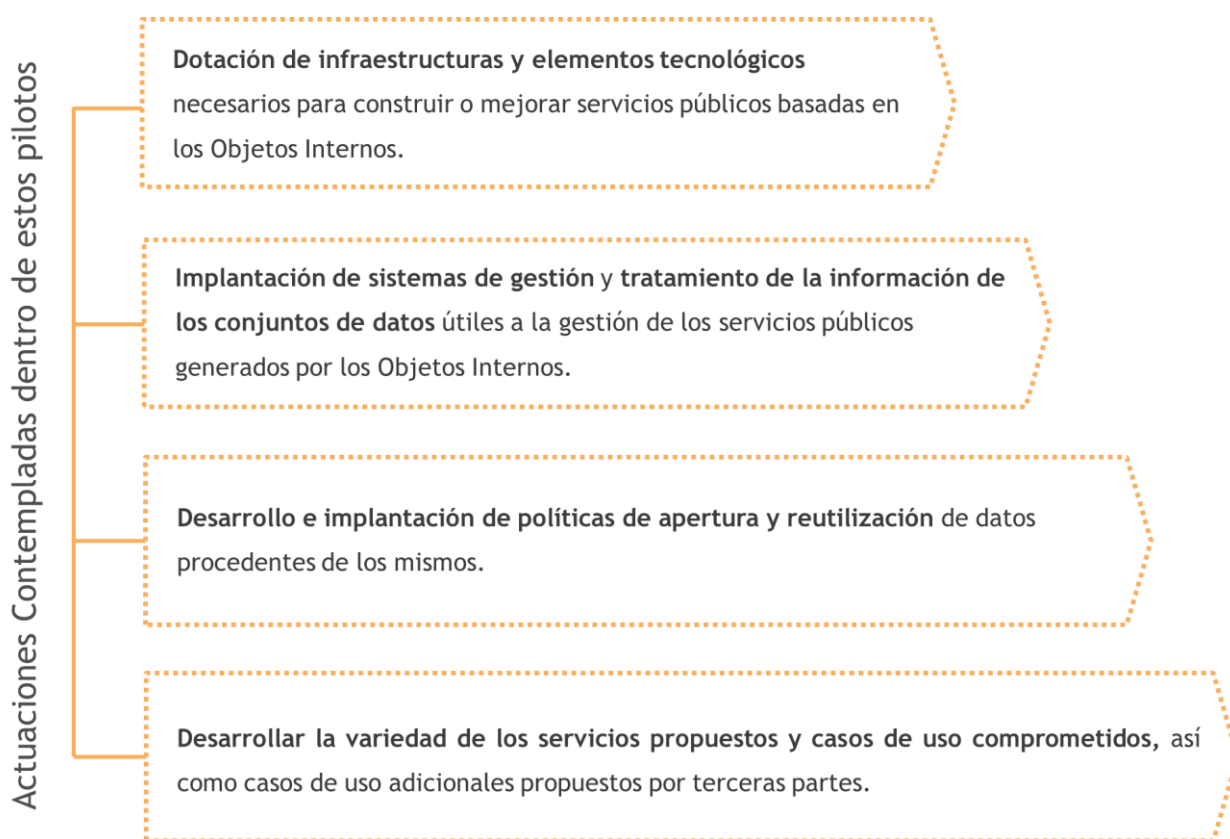 Actuaciones Contempladas dentro de estos pilotos
Dotación de infraestructuras y elementos tecnológicos
necesarios para construir o mejorar servicios públicos basadas en
los Objetos Internos.
Implantación de sistemas de gestión y tratamiento de la información de
los conjuntos de datos útiles a la gestión de los servicios públicos
generados por los Objetos Internos.
Desarrollo e implantación de políticas de apertura y reutilización de datos
procedentes de los mismos.
Desarrollar la variedad de los servicios propuestos y casos de uso comprometidos, así
como casos de uso adicionales propuestos por terceras partes.